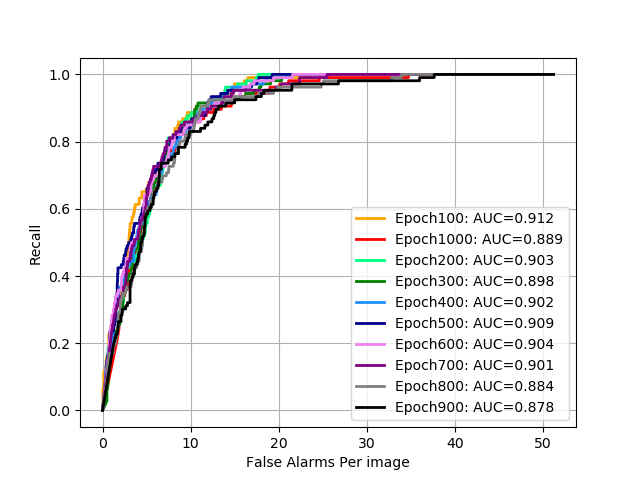 1.0
0.8
0.6
0.4
0.2
0.0
Recall
0
10
20
30
40
50
False Alarms Per image
Epoch100: AUC=0.912
Epoch1000: AUC=0.889
Epoch200: AUC=0.903
Epoch300: AUC=0.898
Epoch400: AUC=0.902
Epoch500: AUC=0.909
Epoch600: AUC=0.904
Epoch700: AUC=0.901
Epoch800: AUC=0.884
Epoch900: AUC=0.878